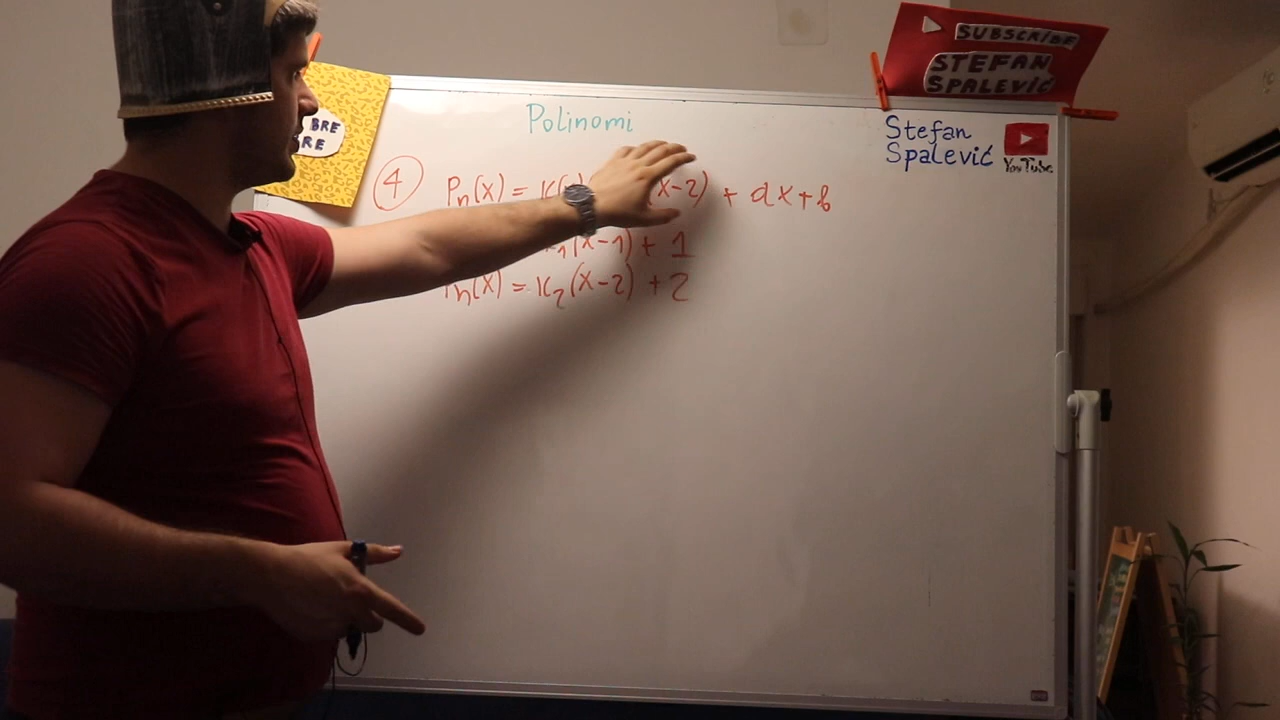 SUBSCRIBE
STEFAN
SPALEVIĆ
Polinomi
Stefan
Spalević
YouTube
BRE
RE
4 Pn(x) = K( (x-2) + ax+b
(x-1) + 1
Pn(x) = K2(x-2) + 2